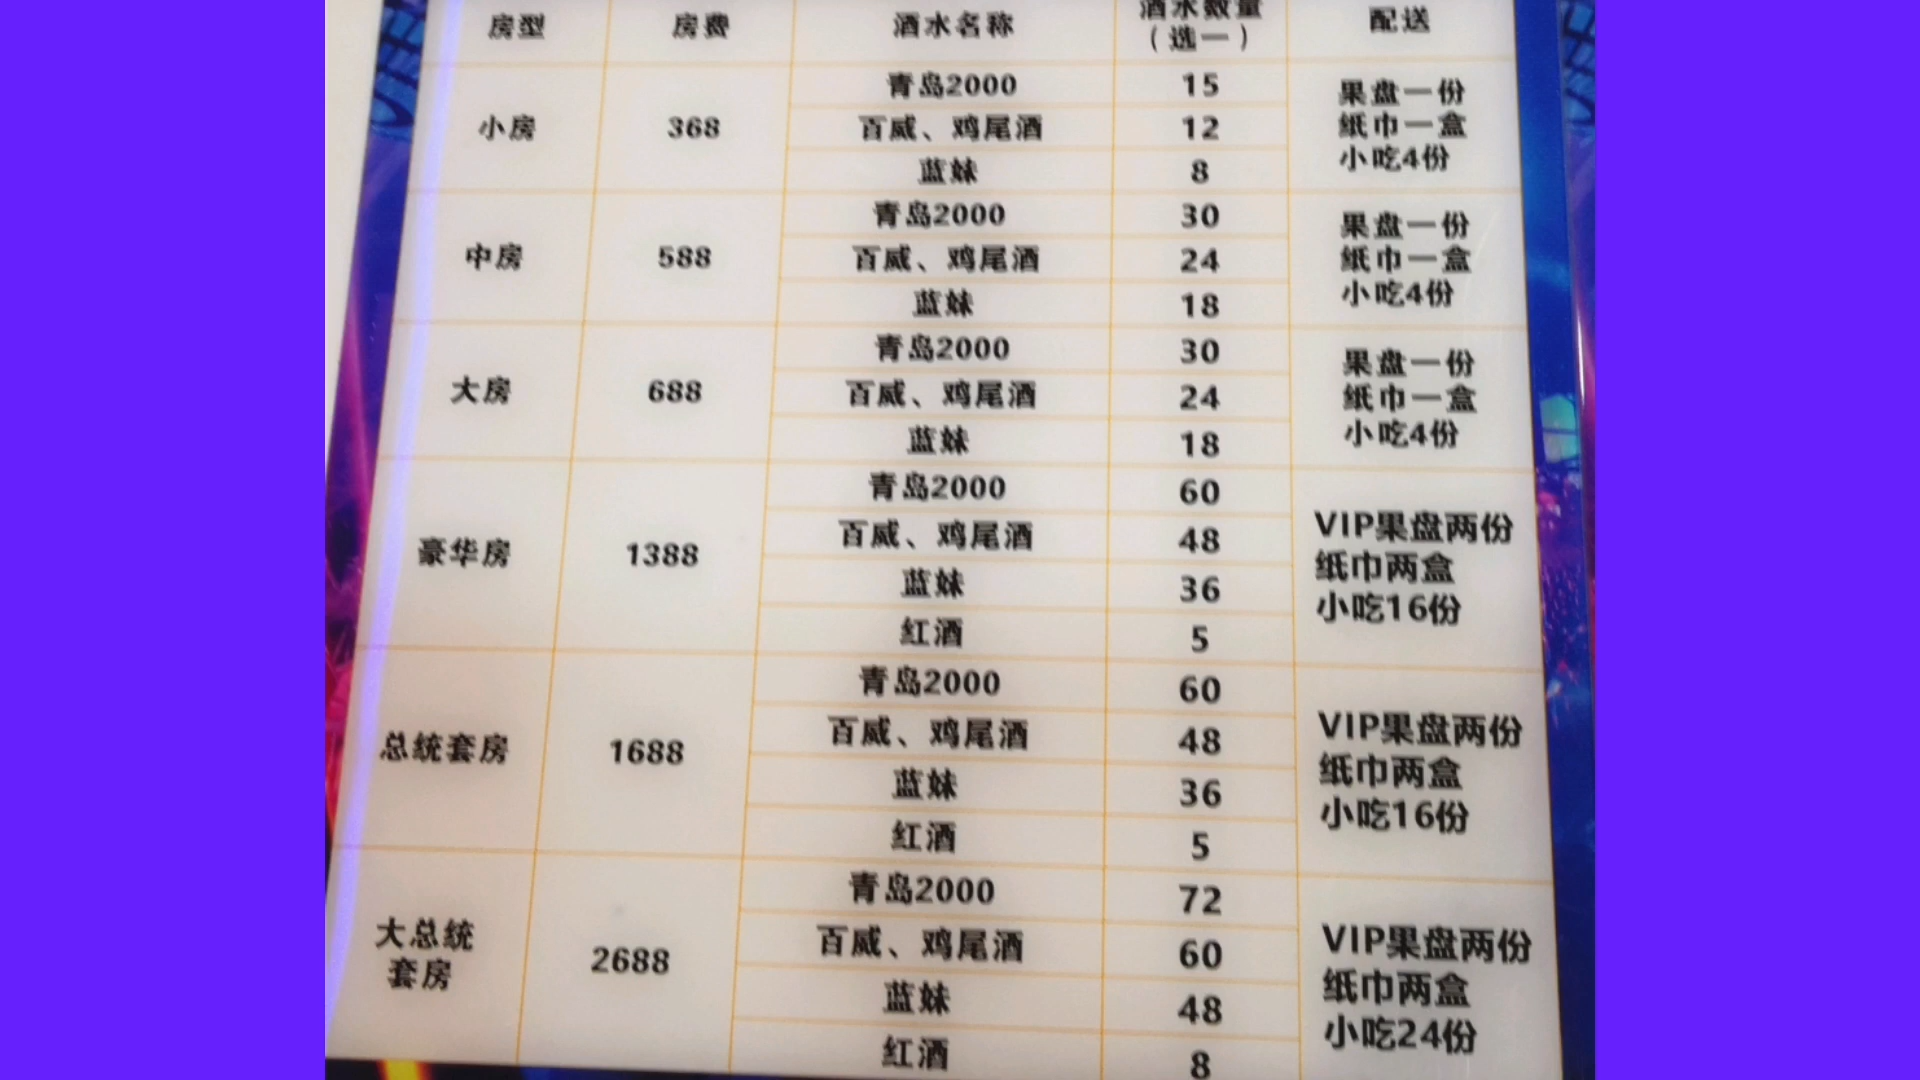 房型 房费 酒水名称 酒水数量（选一） 配送
小房 368 青岛2000 15 果盘一份
百威、鸡尾酒 12 纸巾一盒
蓝妹 8 小吃4份
中房 588 青岛2000 30 果盘一份
百威、鸡尾酒 24 纸巾一盒
蓝妹 18 小吃4份
大房 688 青岛2000 30 果盘一份
百威、鸡尾酒 24 纸巾一盒
蓝妹 18 小吃4份
豪华房 1388 青岛2000 60 VIP果盘两份
百威、鸡尾酒 48 纸巾两盒
蓝妹 36 小吃16份
红酒 5
总统套房 1688 青岛2000 60 VIP果盘两份
百威、鸡尾酒 48 纸巾两盒
蓝妹 36 小吃16份
红酒 5
大总统套房 2688 青岛2000 72 VIP果盘两份
百威、鸡尾酒 60 纸巾两盒
蓝妹 48 小吃24份
红酒 8